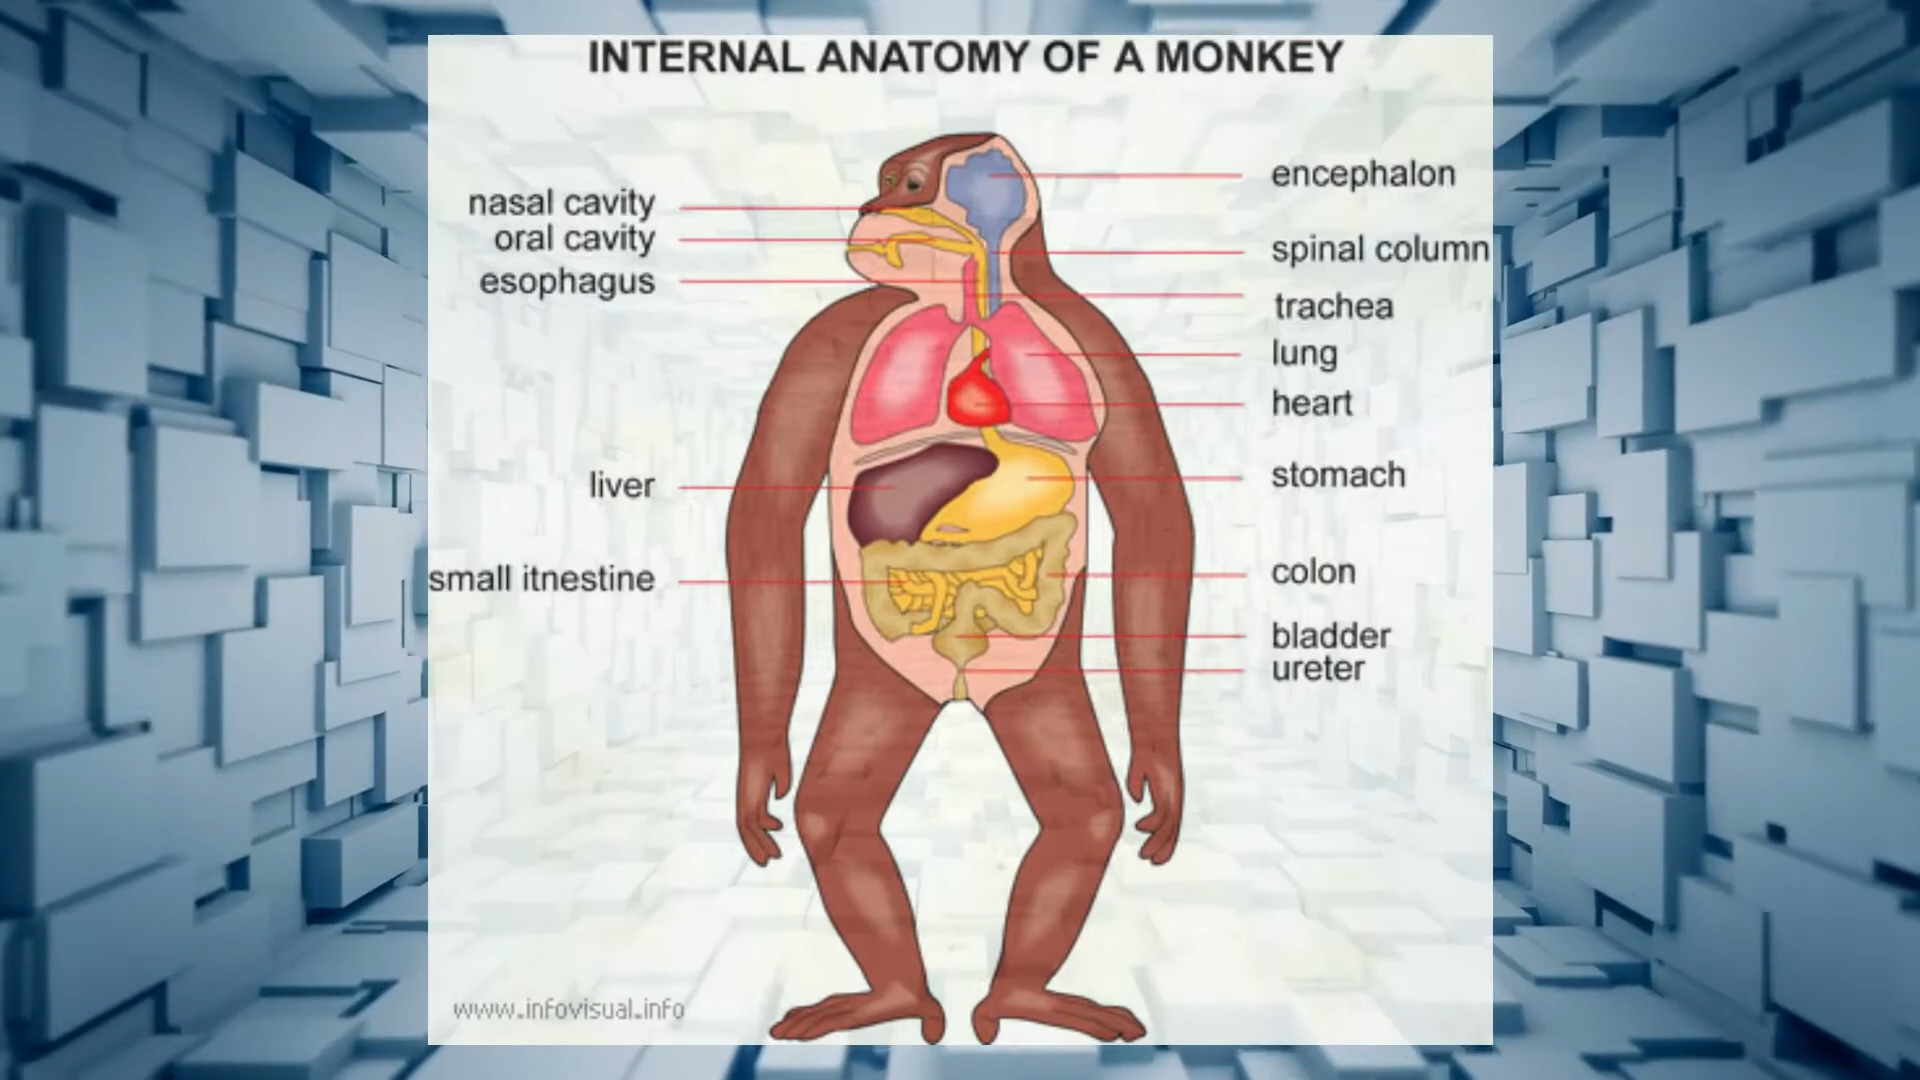 INTERNAL ANATOMY OF A MONKEY
nasal cavity
oral cavity
esophagus
liver
small itnestine
encephalon
spinal column
trachea
lung
heart
stomach
colon
bladder
ureter
www.infovisual.info